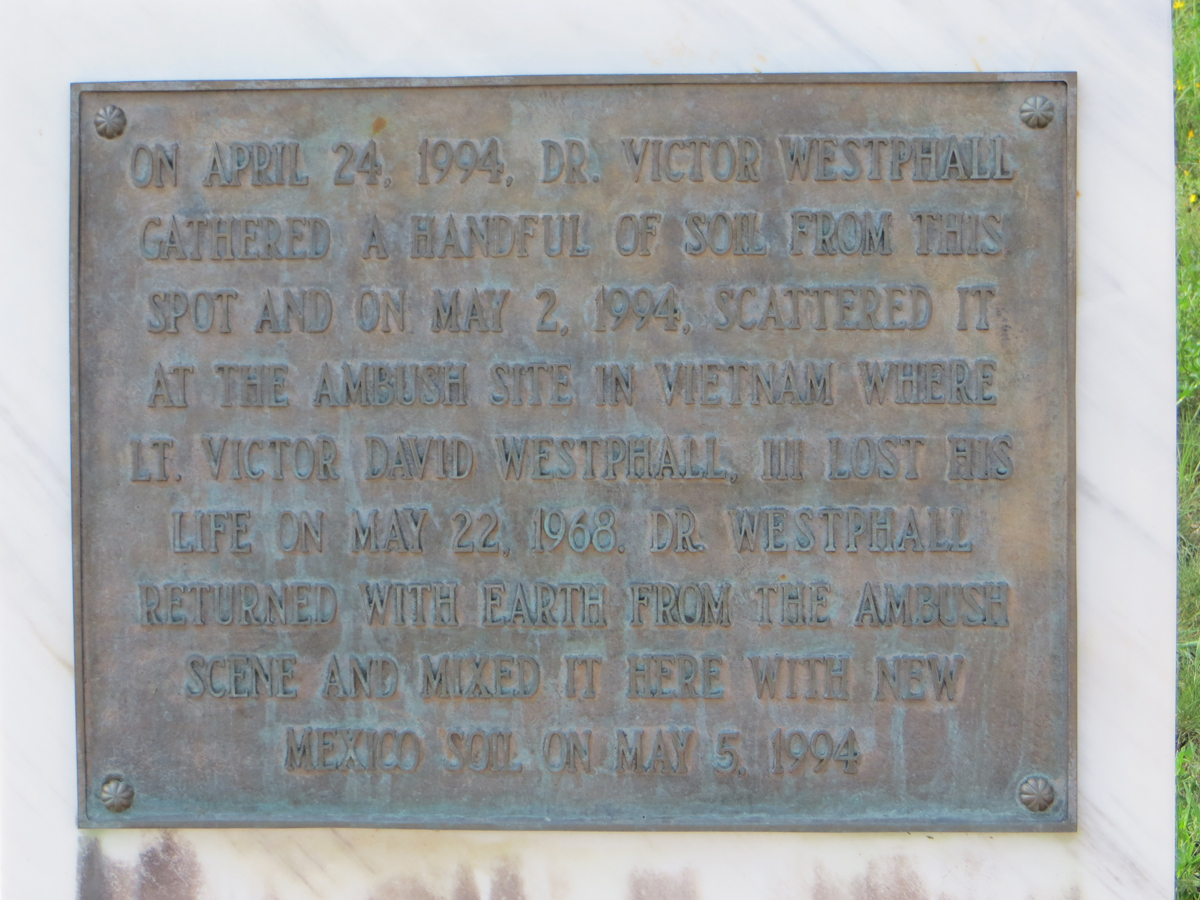 ON APRIL 24, 1994, DR. VICTOR WESTPHALL
GATHERED A HANDFUL OF SOIL FROM THIS
SPOT AND ON MAY 2, 1994, SCATTERED IT
AT THE AMBUSH SITE IN VIETNAM WHERE
LT. VICTOR DAVID WESTPHALL, III LOST HIS
LIFE ON MAY 22, 1968. DR. WESTPHALL
RETURNED WITH EARTH FROM THE AMBUSH
SCENE AND MIXED IT HERE WITH NEW
MEXICO SOIL ON MAY 5, 1994